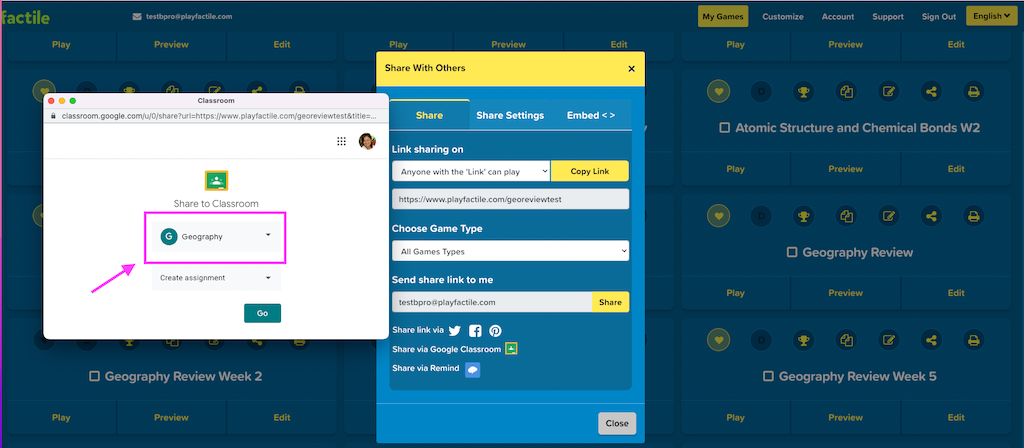 factile
testbpro@playfactile.com
My Games
Customize
Account
Support
Sign Out
English
Play
Preview
Edit
Play
Preview
Edit
Play
Preview
Edit
Share With Others
×
Share
Share Settings
Embed < >
Link sharing on
Anyone with the 'Link' can play
Copy Link
https://www.playfactile.com/georeviewtest
Choose Game Type
All Games Types
Send share link to me
testbpro@playfactile.com
Share
Share link via
Share via Google Classroom
Share via Remind
Close
Classroom
classroom.google.com/u/0/share?url=https://www.playfactile.com/georeviewtest&title=...
Share to Classroom
G
Geography
Create assignment
Go
D
Atomic Structure and Chemical Bonds W2
Play
Preview
Edit
D
Geography Review
Play
Preview
Edit
Geography Review Week 2
Play
Preview
Edit
Play
Preview
Edit
D
Geography Review Week 5
Play
Preview
Edit